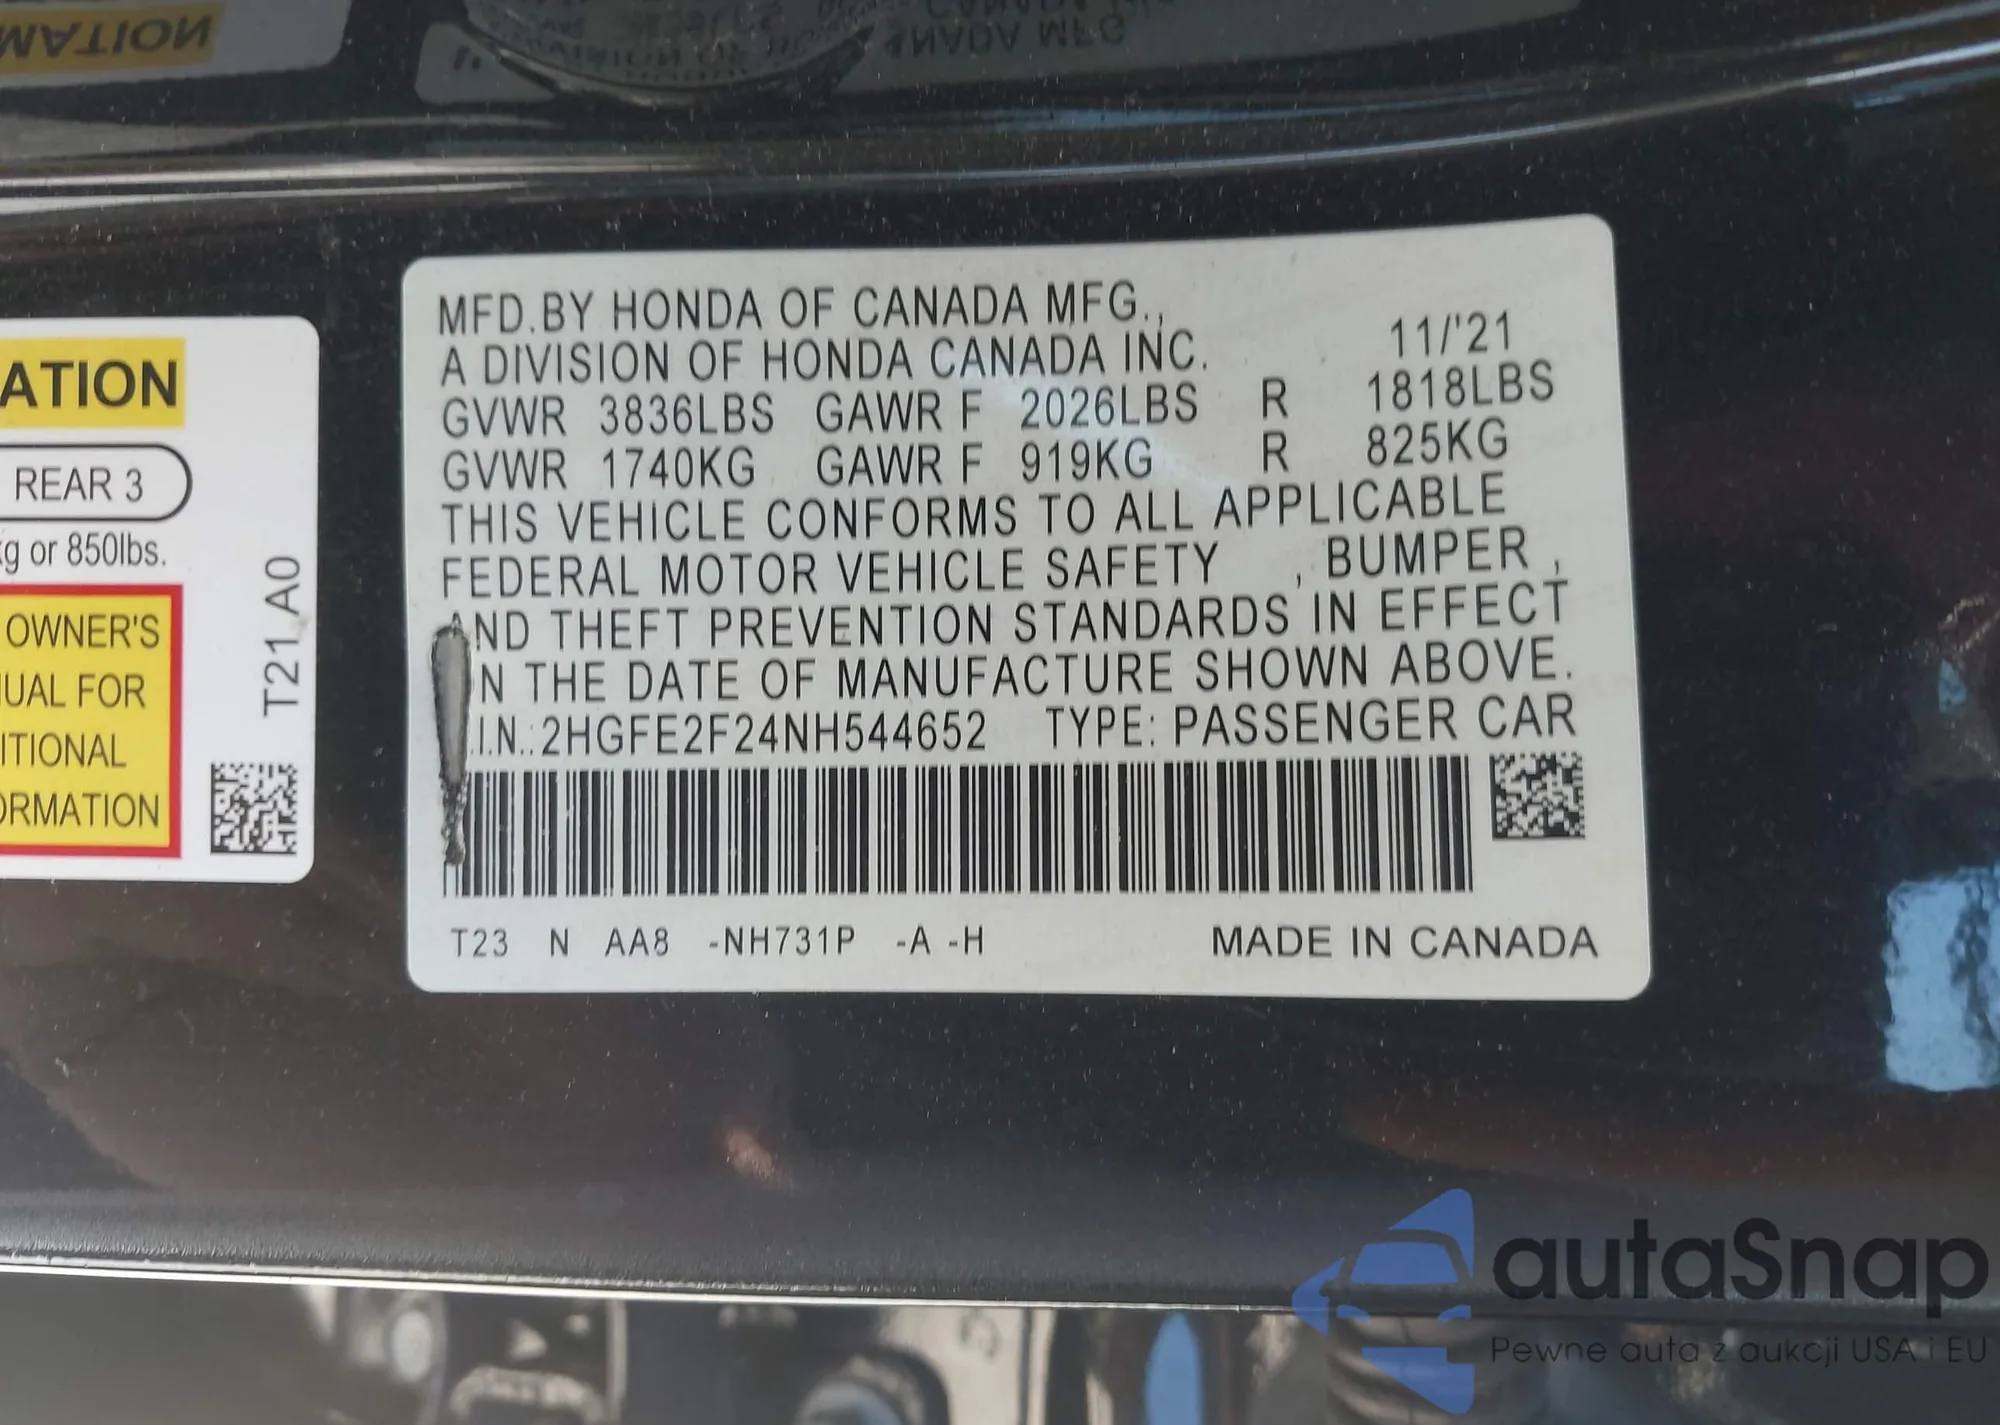 ATION
REAR 3
kg or 850lbs.
OWNER'S
UAL FOR
ITIONAL
ORMATION
T21 A0
MFD.BY HONDA OF CANADA MFG.,
A DIVISION OF HONDA CANADA INC. 11/'21
GVWR 3836LBS GAWR F 2026LBS R 1818LBS
GVWR 1740KG GAWR F 919KG R 825KG
THIS VEHICLE CONFORMS TO ALL APPLICABLE
FEDERAL MOTOR VEHICLE SAFETY , BUMPER ,
AND THEFT PREVENTION STANDARDS IN EFFECT
N THE DATE OF MANUFACTURE SHOWN ABOVE.
.I.N.:2HGFE2F24NH544652 TYPE: PASSENGER CAR
T23 N AA8 -NH731P -A -H MADE IN CANADA
autaSnap
Pewne auta z aukcji USA i EU